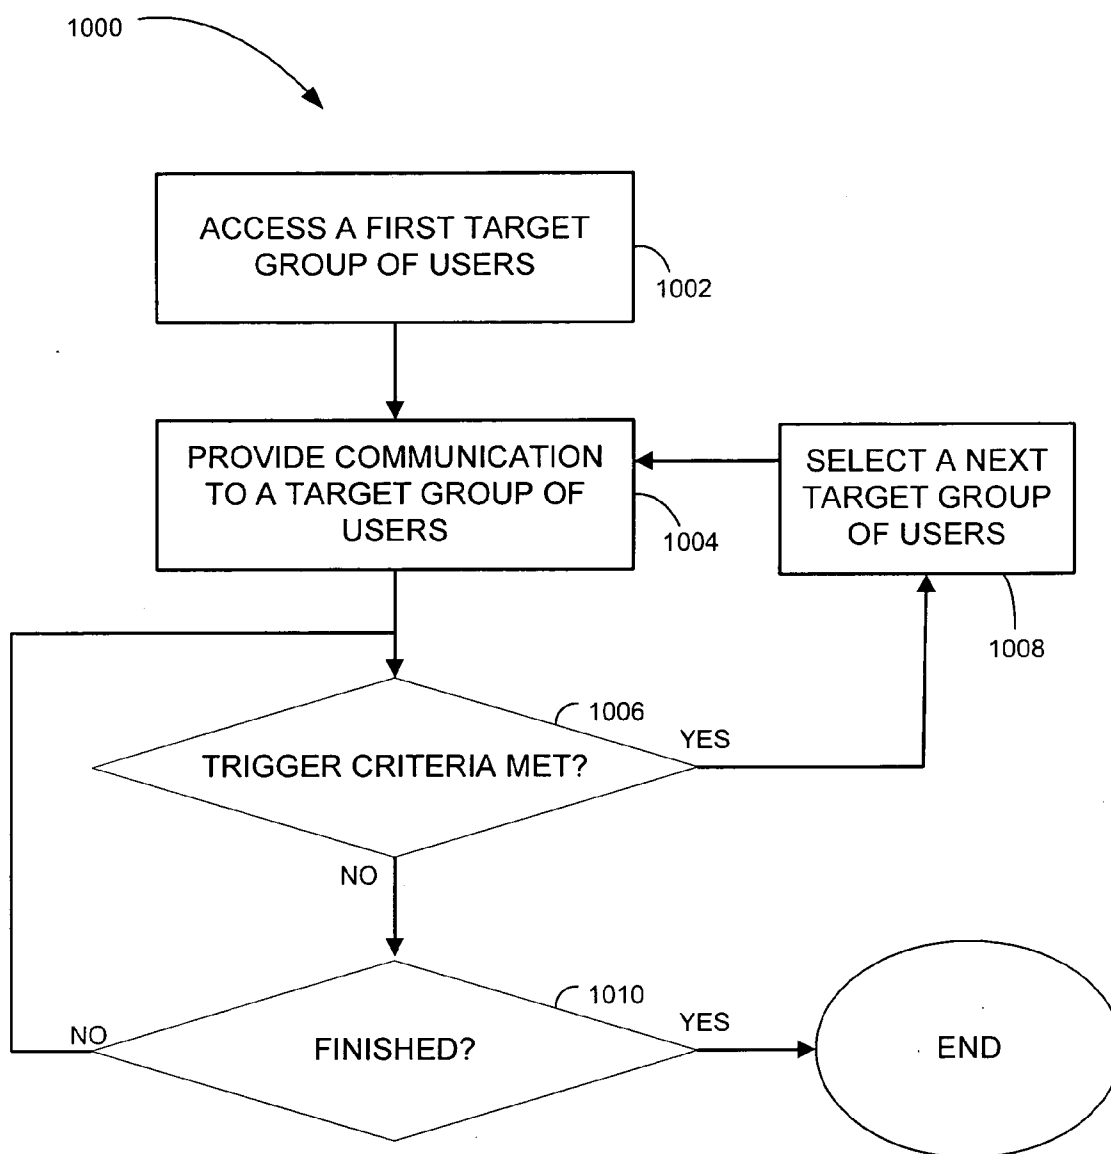 1000
ACCESS A FIRST TARGET
GROUP OF USERS
1002
PROVIDE COMMUNICATION
TO A TARGET GROUP OF
USERS
1004
SELECT A NEXT
TARGET GROUP
OF USERS
1008
1006
YES
TRIGGER CRITERIA MET?
NO
1010
YES
NO
FINISHED?
END